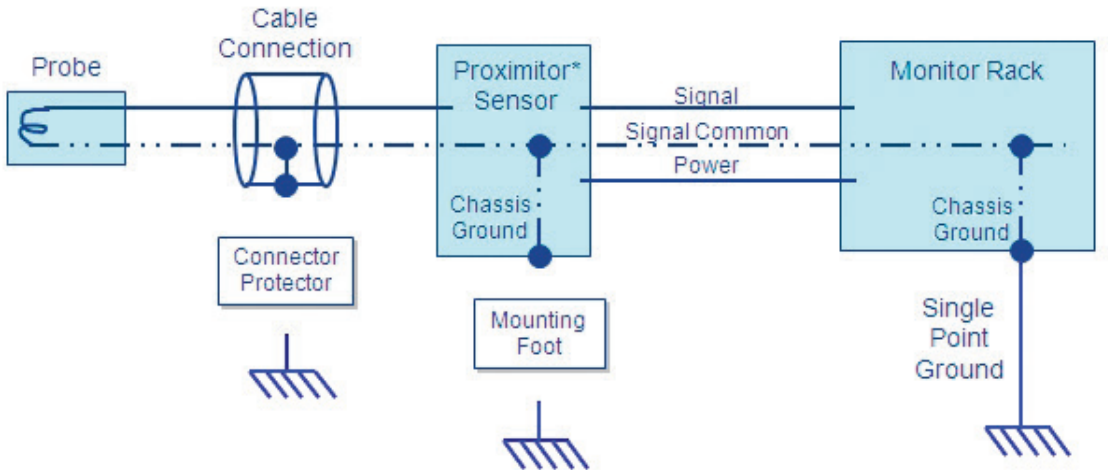 Cable
Connection
Probe
Proximitor*
Sensor
Monitor Rack
Signal
Signal Common
Power
Chassis
Ground
Chassis
Ground
Connector
Protector
Mounting
Foot
Single
Point
Ground